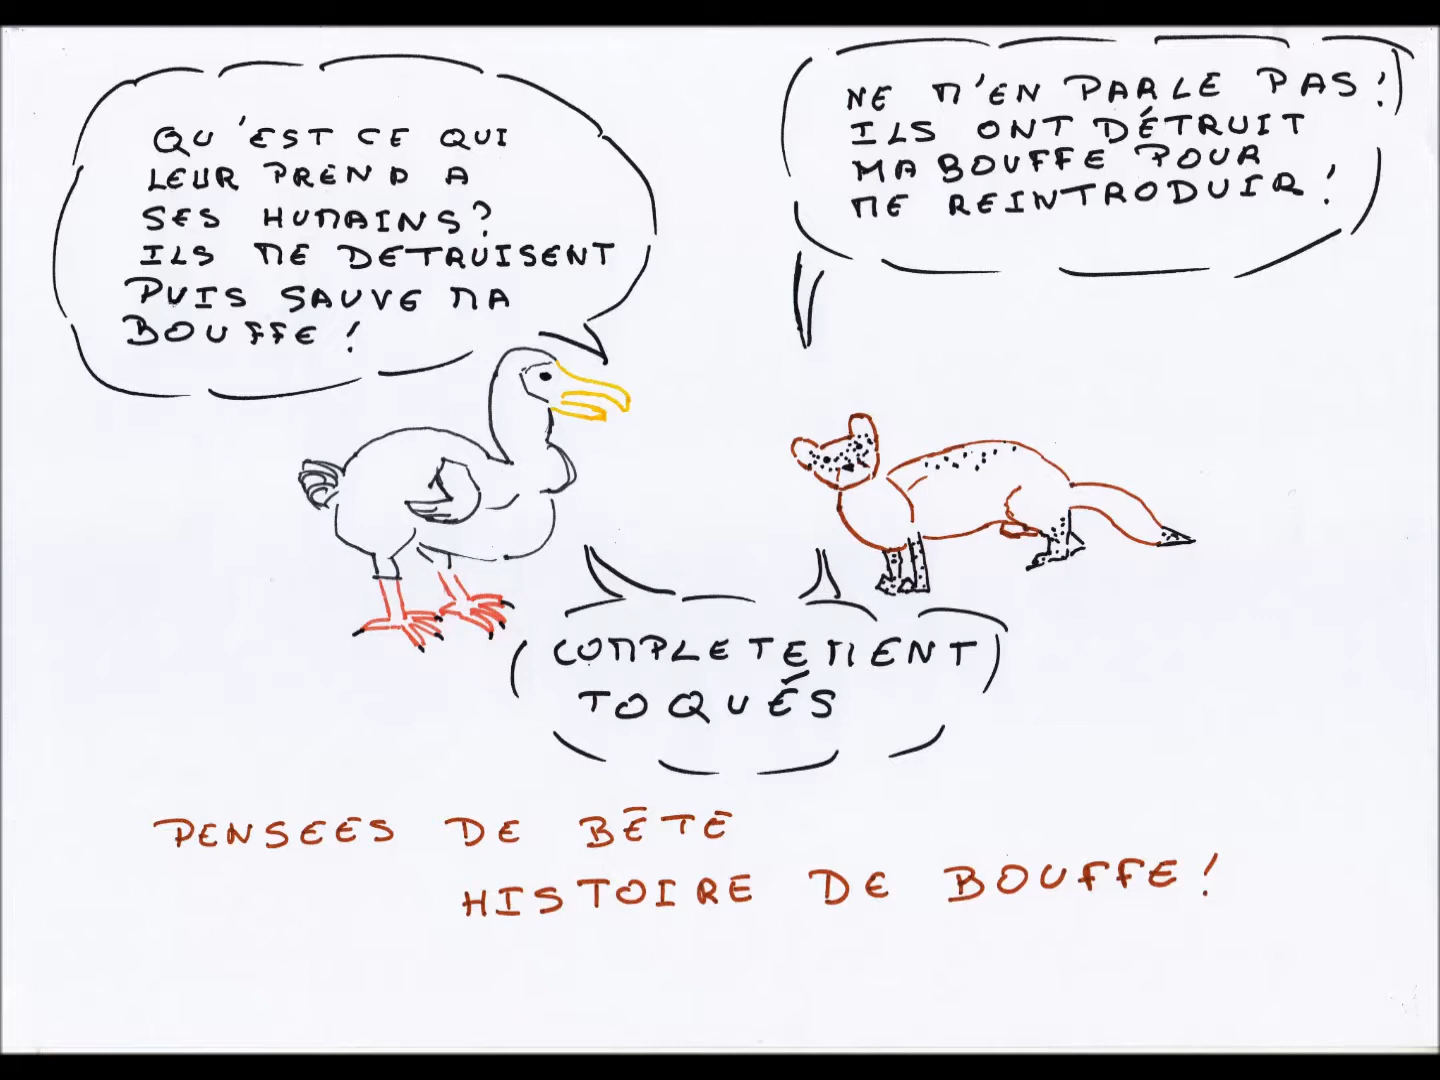 QU'EST CE QUI
LEUR PREND A
SES HUMAINS?
ILS ME DETRUISENT
PUIS SAUVE MA
BOUFFE !
NE M'EN PARLE PAS !
ILS ONT DÉTRUIT
MA BOUFFE POUR
ME REINTRODUIR !
COMPLETEMENT
TOQUÉS
PENSEES DE BÊTE
HISTOIRE DE BOUFFE !